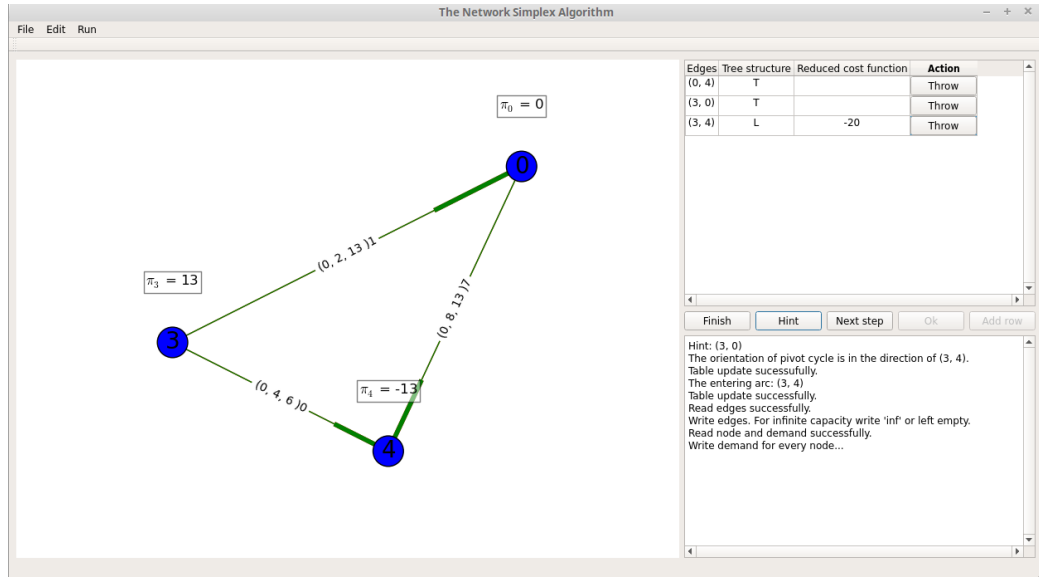 The Network Simplex Algorithm
File Edit Run
π0 = 0
0
(0, 2, 13 )1
π3 = 13
(0, 8, 13 )7
3
(0, 4, 6 )0
π4 = -13
4
Edges Tree structure Reduced cost function Action
(0, 4) T Throw
(3, 0) T Throw
(3, 4) L -20 Throw
Finish Hint Next step Ok Add row
Hint: (3, 0)
The orientation of pivot cycle is in the direction of (3, 4).
Table update sucessufully.
The entering arc: (3, 4)
Table update successfully.
Read edges successfully.
Write edges. For infinite capacity write 'inf' or left empty.
Read node and demand successfully.
Write demand for every node...